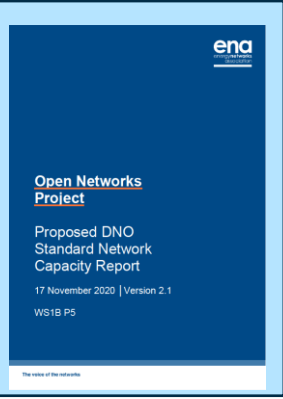 ena
energy networks
association
Open Networks
Project
Proposed DNO
Standard Network
Capacity Report
17 November 2020 | Version 2.1
WS1B P5
The voice of the networks